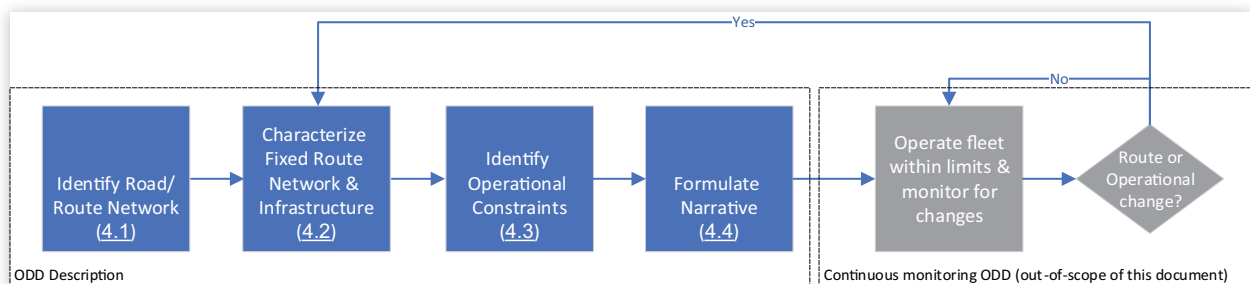 Yes
No
Identify Road/
Route Network
(4.1)
Characterize
Fixed Route
Network &
Infrastructure
(4.2)
Identify
Operational
Constraints
(4.3)
Formulate
Narrative
(4.4)
Operate fleet
within limits &
monitor for
changes
Route or
Operational
change?
ODD Description
Continuous monitoring ODD (out-of-scope of this document)